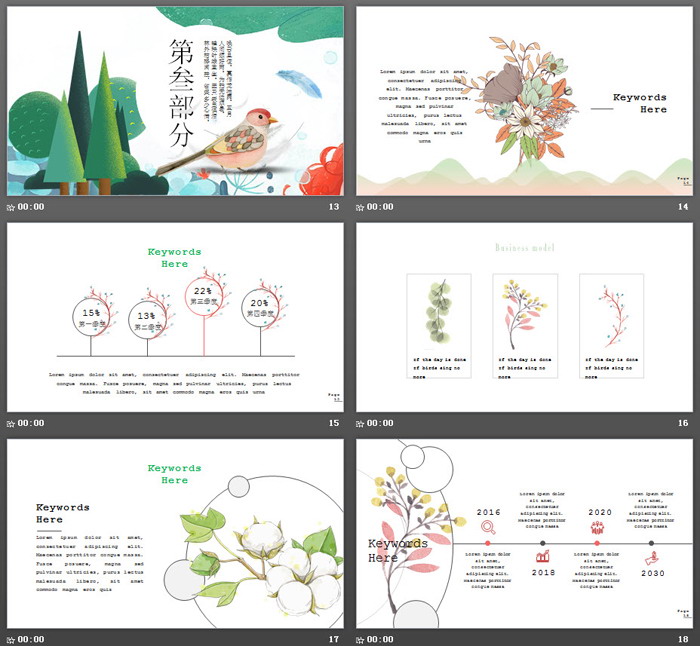 第叁部分
00:00
13
Lorem ipsum dolor sit
amet, consectetuer
adipiscing
elit. Maecenas porttitor
congue massa. Fusce posuere,
magna sed pulvinar
ultricies, purus lectus
malesuada libero, sit amet
commodo magna eros quis
urna
Keywords
Here
Page
00:00
14
Keywords
Here
15%
第一季度
13%
第二季度
22%
第三季度
20%
第四季度
Lorem ipsum dolor sit amet, consectetuer adipiscing elit. Maecenas porttitor
congue massa. Fusce posuere, magna sed pulvinar ultricies, purus lectus
malesuada libero, sit amet commodo magna eros quis urna
Page
00:00
15
Business model
of the day is done
of birds sing no
more
of the day is done
of birds sing no
more
of the day is done
of birds sing no
more
00:00
16
Keywords
Here
Keywords
Here
Lorem ipsum dolor sit amet,
consectetuer adipiscing elit.
Maecenas porttitor congue massa.
Fusce posuere, magna sed
pulvinar ultricies, purus lectus
malesuada libero, sit amet
commodo magna eros quis urna
00:00
17
Keywords
Here
2016
Lorem ipsum dolor
sit amet,
consectetuer
adipiscing elit.
maecenas porttitor
congue massa
Lorem ipsum dolor
sit amet,
consectetuer
adipiscing elit.
maecenas porttitor
congue massa
2018
2020
Lorem ipsum dolor
sit amet,
consectetuer
adipiscing elit.
maecenas porttitor
congue massa
Lorem ipsum dolor
sit amet,
consectetuer
adipiscing elit.
maecenas porttitor
congue massa
2030
Page
00:00
18